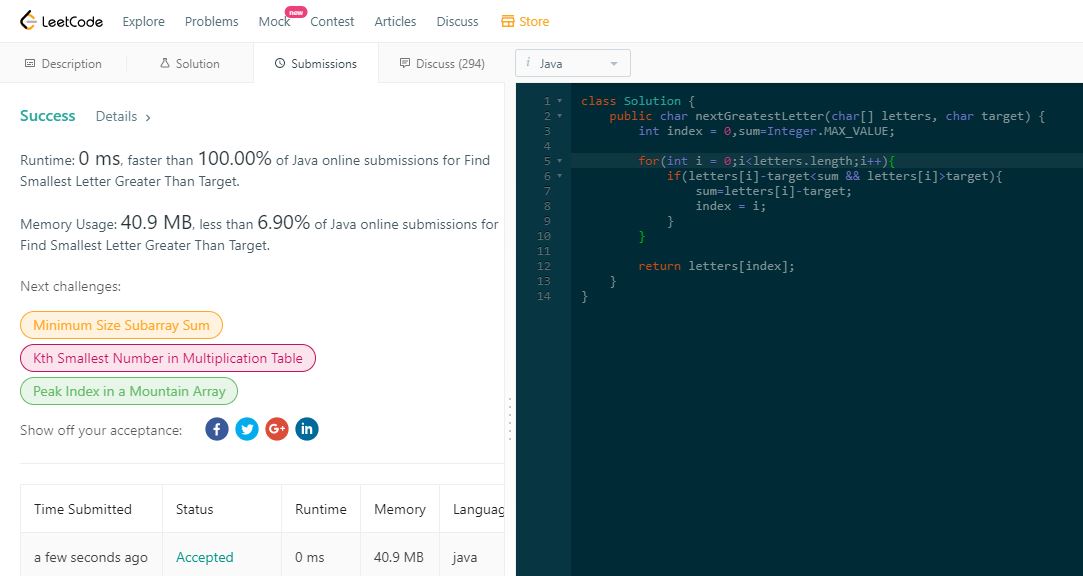 LeetCode Explore Problems Mock new Contest Articles Discuss Store
Description Solution Submissions Discuss (294) i Java
Success Details >
Runtime: 0 ms, faster than 100.00% of Java online submissions for Find
Smallest Letter Greater Than Target.
Memory Usage: 40.9 MB, less than 6.90% of Java online submissions for
Find Smallest Letter Greater Than Target.
Next challenges:
Minimum Size Subarray Sum
Kth Smallest Number in Multiplication Table
Peak Index in a Mountain Array
Show off your acceptance: f G+ in
Time Submitted Status Runtime Memory Languag
a few seconds ago Accepted 0 ms 40.9 MB java
1 class Solution {
2 public char nextGreatestLetter(char[] letters, char target) {
3 int index = 0,sum=Integer.MAX_VALUE;
4
5 for(int i = 0;i<letters.length;i++){
6 if(letters[i]-target<sum && letters[i]>target){
7 sum=letters[i]-target;
8 index = i;
9 }
10 }
11
12 return letters[index];
13 }
14 }